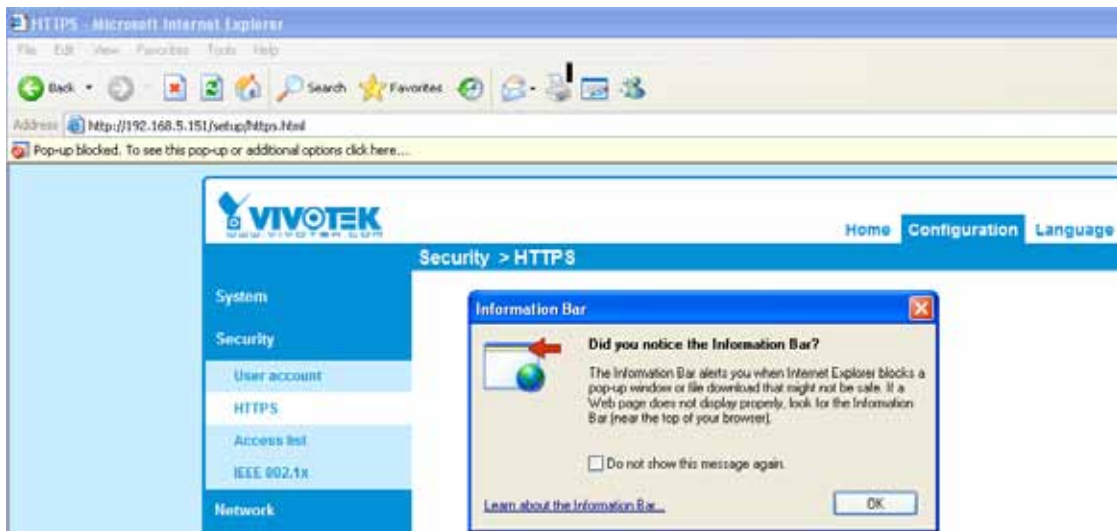 HTTPS - Microsoft Internet Explorer
File Edit View Favorites Tools Help
Back Search Favorites
Address http://192.168.5.151/setup/https.html
Pop-up blocked. To see this pop-up or additional options click here....
VIVOTEK
WWW.VIVOTEK.COM
Home Configuration Language
Security > HTTPS
System
Security
User account
HTTPS
Access list
IEEE 802.1x
Network
Information Bar
Did you notice the Information Bar?
The Information Bar alerts you when Internet Explorer blocks a
pop-up window or file download that might not be safe. If a
Web page does not display properly, look for the Information
Bar (near the top of your browser).
Do not show this message again.
Learn about the Information Bar...
OK